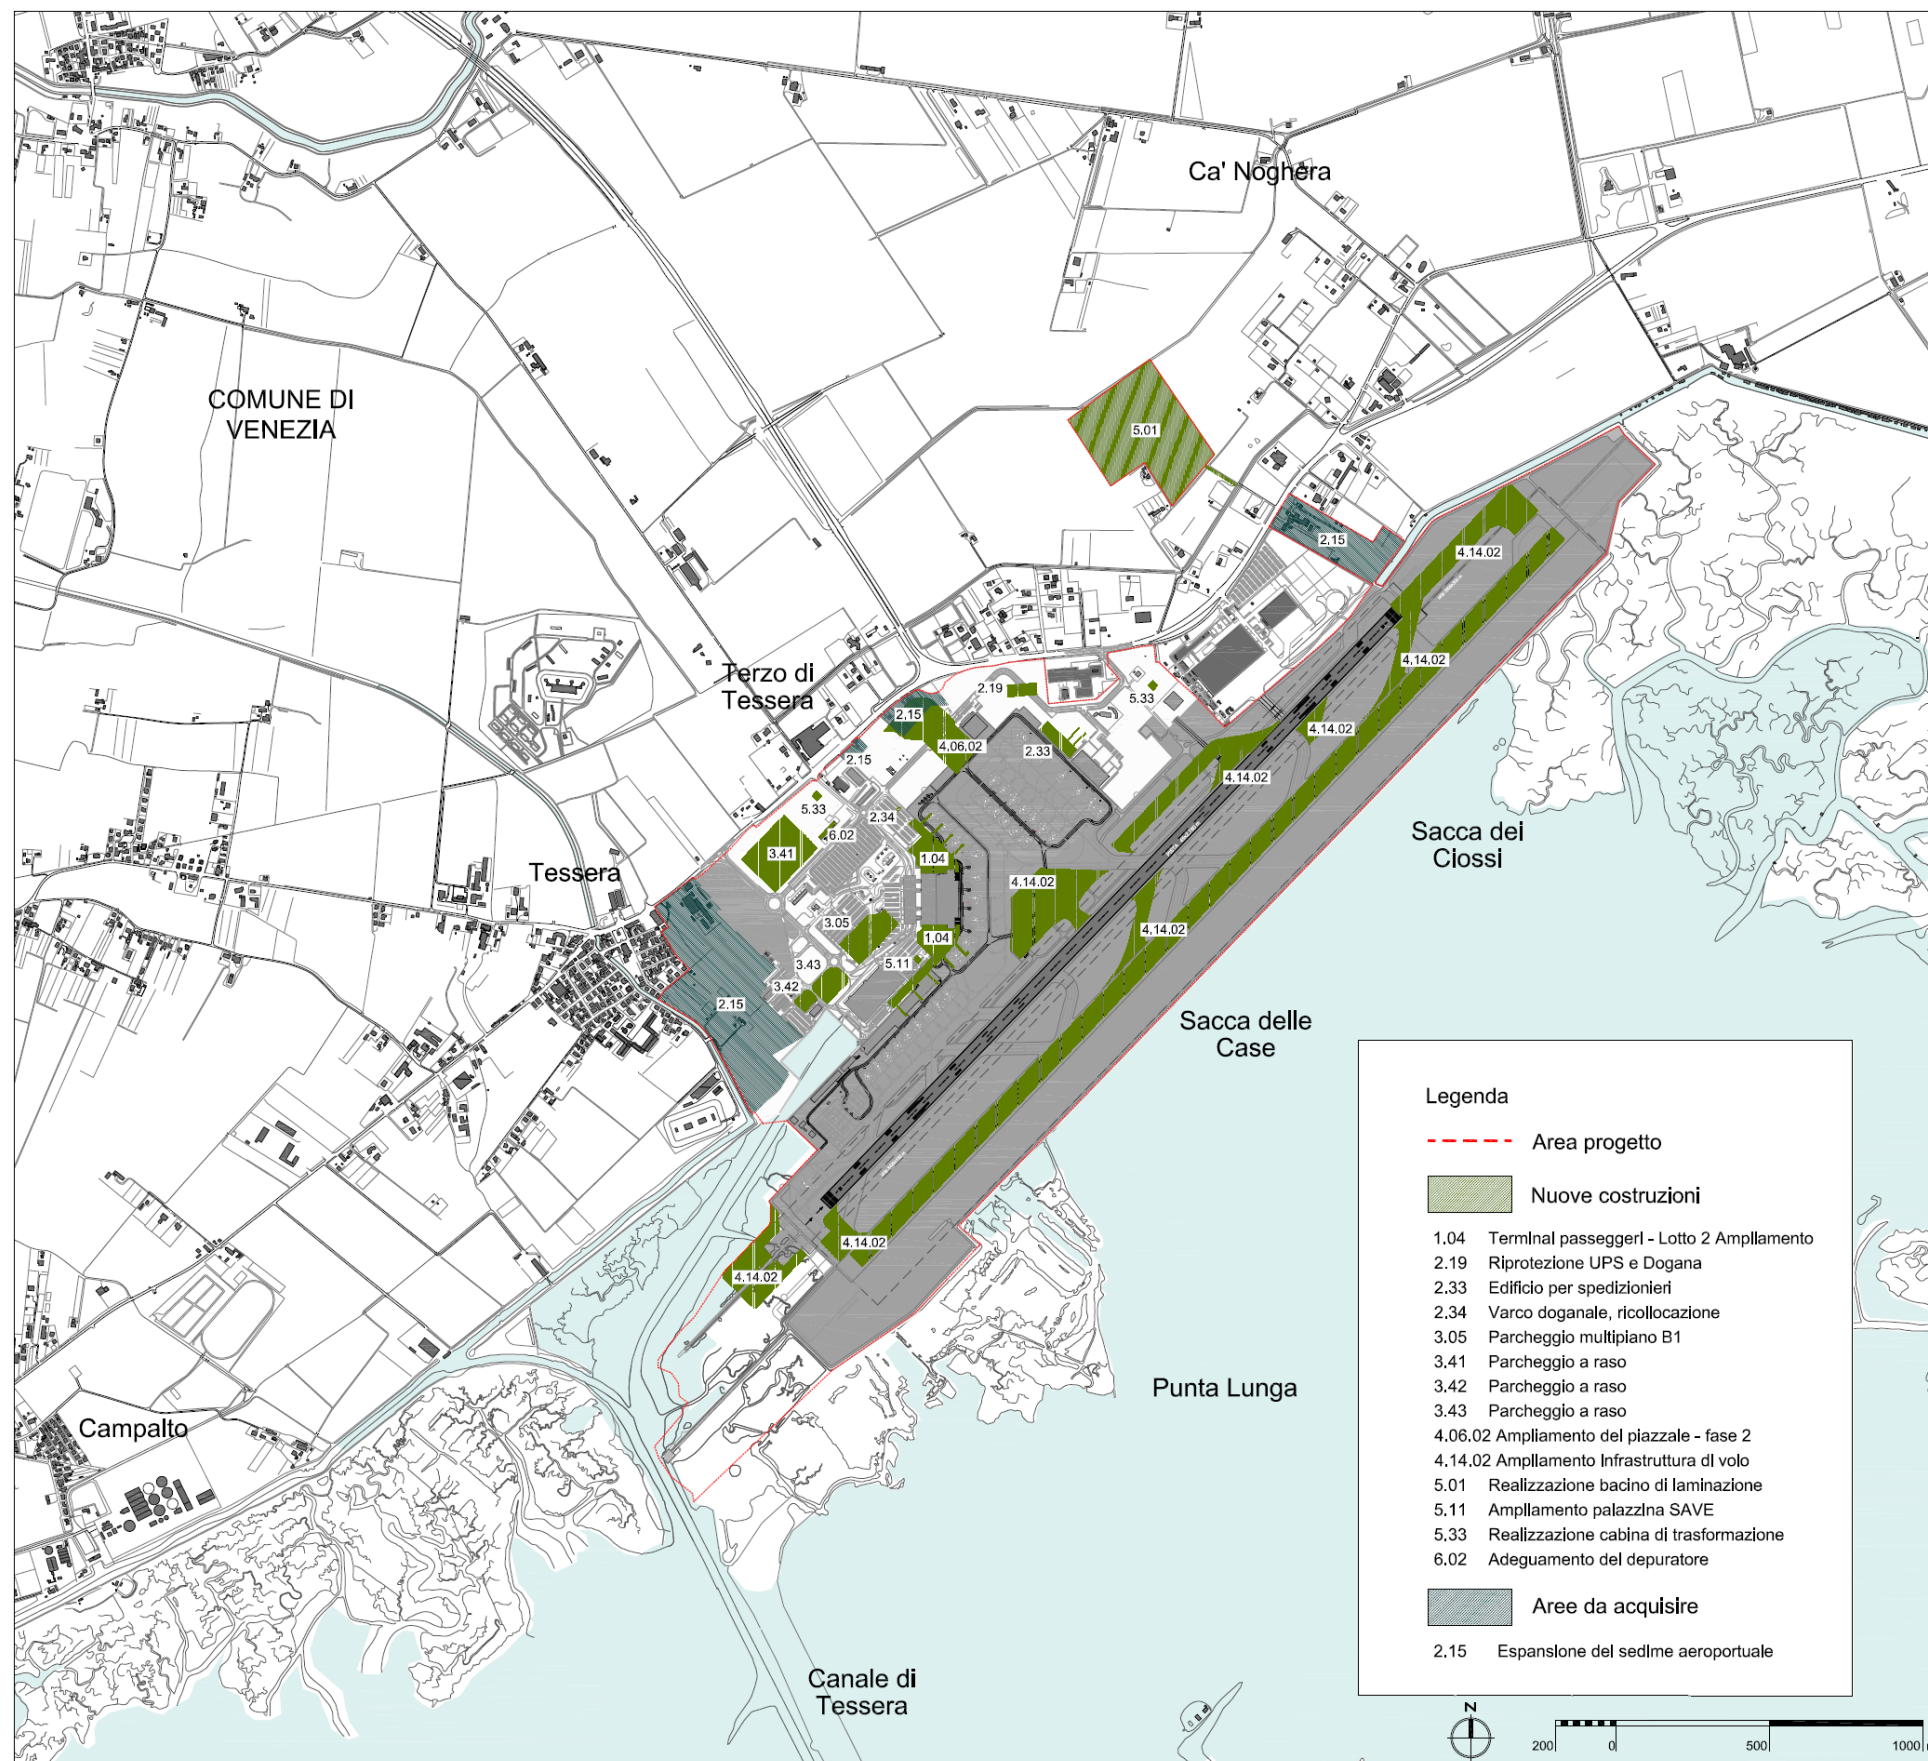 Ca' Noghera
COMUNE DI
VENEZIA
5.01
2.15
4.14.02
4.14.02
Terzo di
Tessera
2.19
5.33
2.15
4.06.02
2.33
4.14.02
2.15
4.14.02
5.33
2.34
6.02
3.41
1.04
Tessera
4.14.02
Sacca dei
Ciossi
3.05
4.14.02
1.04
3.43
5.11
3.42
2.15
Sacca delle
Case
4.14.02
4.14.02
Punta Lunga
Campalto
Canale di
Tessera
Legenda
Area progetto
Nuove costruzioni
1.04 Terminal passeggeri - Lotto 2 Ampliamento
2.19 Riprotezione UPS e Dogana
2.33 Edificio per spedizionieri
2.34 Varco doganale, ricollocazione
3.05 Parcheggio multipiano B1
3.41 Parcheggio a raso
3.42 Parcheggio a raso
3.43 Parcheggio a raso
4.06.02 Ampliamento del piazzale - fase 2
4.14.02 Ampliamento Infrastruttura di volo
5.01 Realizzazione bacino di laminazione
5.11 Ampliamento palazzina SAVE
5.33 Realizzazione cabina di trasformazione
6.02 Adeguamento del depuratore
Aree da acquisire
2.15 Espansione del sedime aeroportuale
N
200 0 500 1000